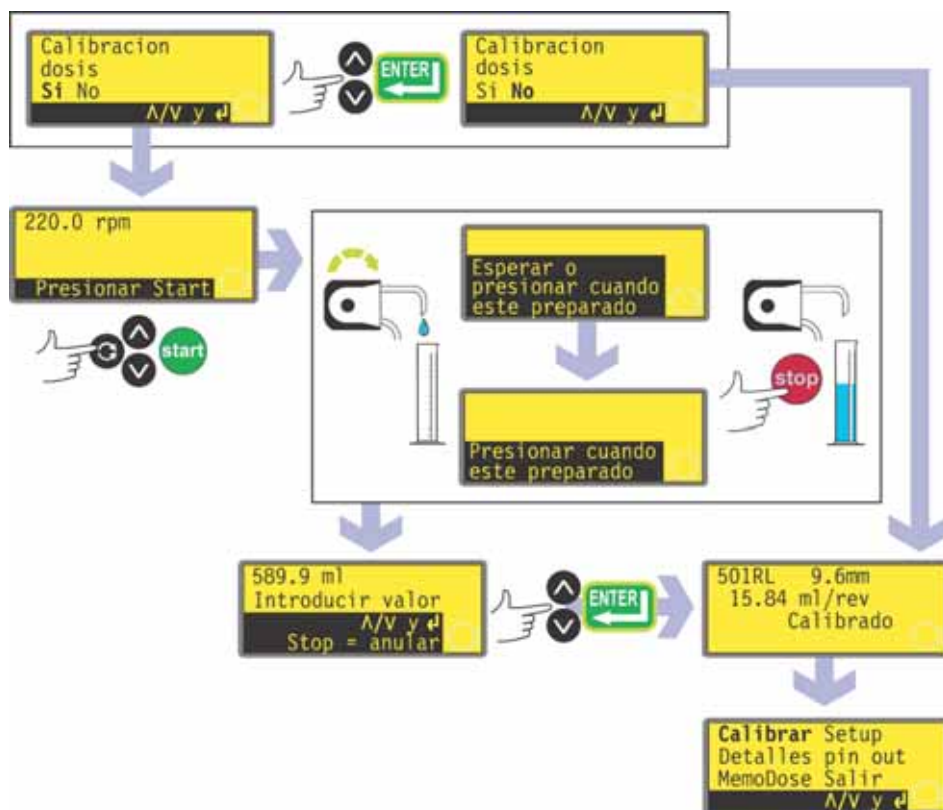 Calibracion
dosis
Si No
Λ/V y ↲
ENTER
Calibracion
dosis
Si No
Λ/V y ↲
220.0 rpm
Presionar Start
start
Esperar o
presionar cuando
este preparado
Presionar cuando
este preparado
stop
589.9 ml
Introducir valor
Λ/V y ↲
Stop = anular
ENTER
501RL 9.6mm
15.84 ml/rev
Calibrado
Calibrar Setup
Detalles pin out
MemoDose Salir
Λ/V y ↲